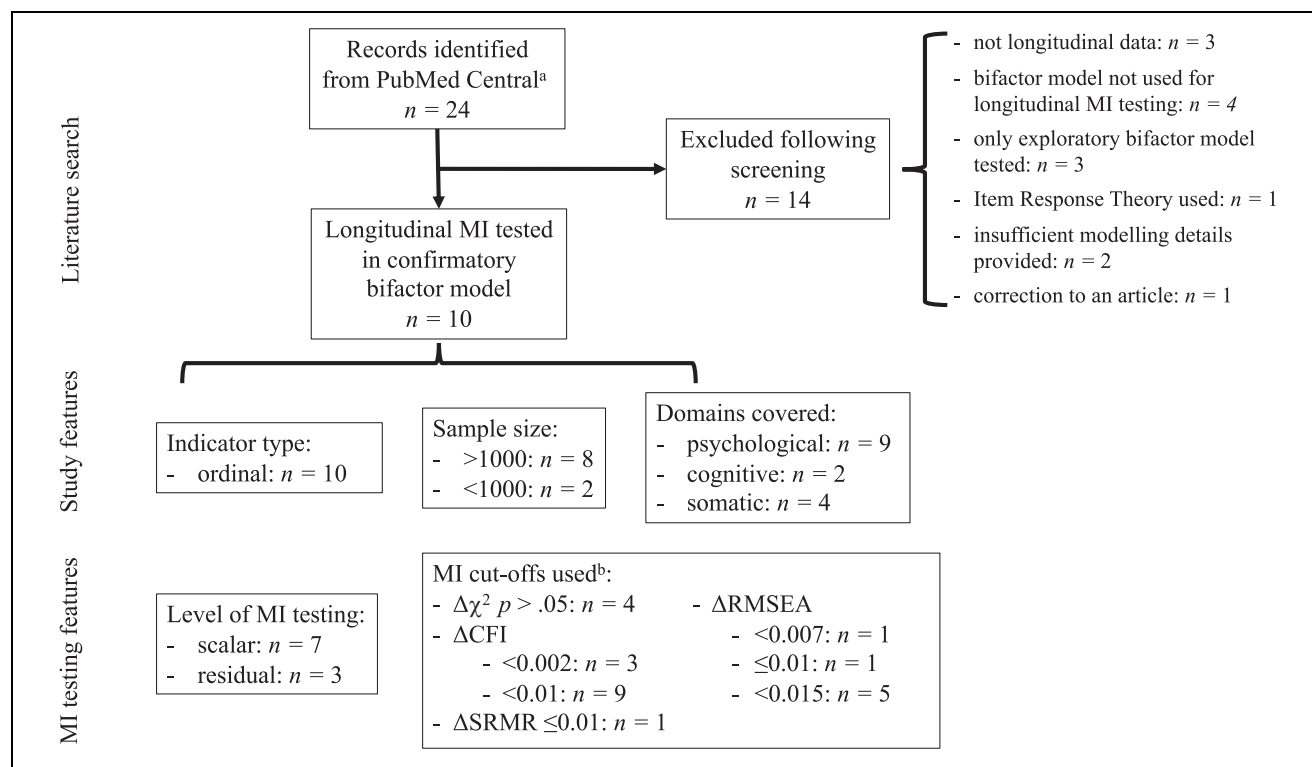 Literature search
Records identified
from PubMed Centralᵃ
n = 24
Excluded following
screening
n = 14
- not longitudinal data: n = 3
- bifactor model not used for
longitudinal MI testing: n = 4
- only exploratory bifactor model
tested: n = 3
- Item Response Theory used: n = 1
- insufficient modelling details
provided: n = 2
- correction to an article: n = 1
Longitudinal MI tested
in confirmatory
bifactor model
n = 10
Study features
Indicator type:
- ordinal: n = 10
Sample size:
- >1000: n = 8
- <1000: n = 2
Domains covered:
- psychological: n = 9
- cognitive: n = 2
- somatic: n = 4
MI testing features
Level of MI testing:
- scalar: n = 7
- residual: n = 3
MI cut-offs usedᵇ:
- Δχ² p > .05: n = 4
- ΔCFI
- <0.002: n = 3
- <0.01: n = 9
- ΔSRMR ≤0.01: n = 1
- ΔRMSEA
- <0.007: n = 1
- ≤0.01: n = 1
- <0.015: n = 5